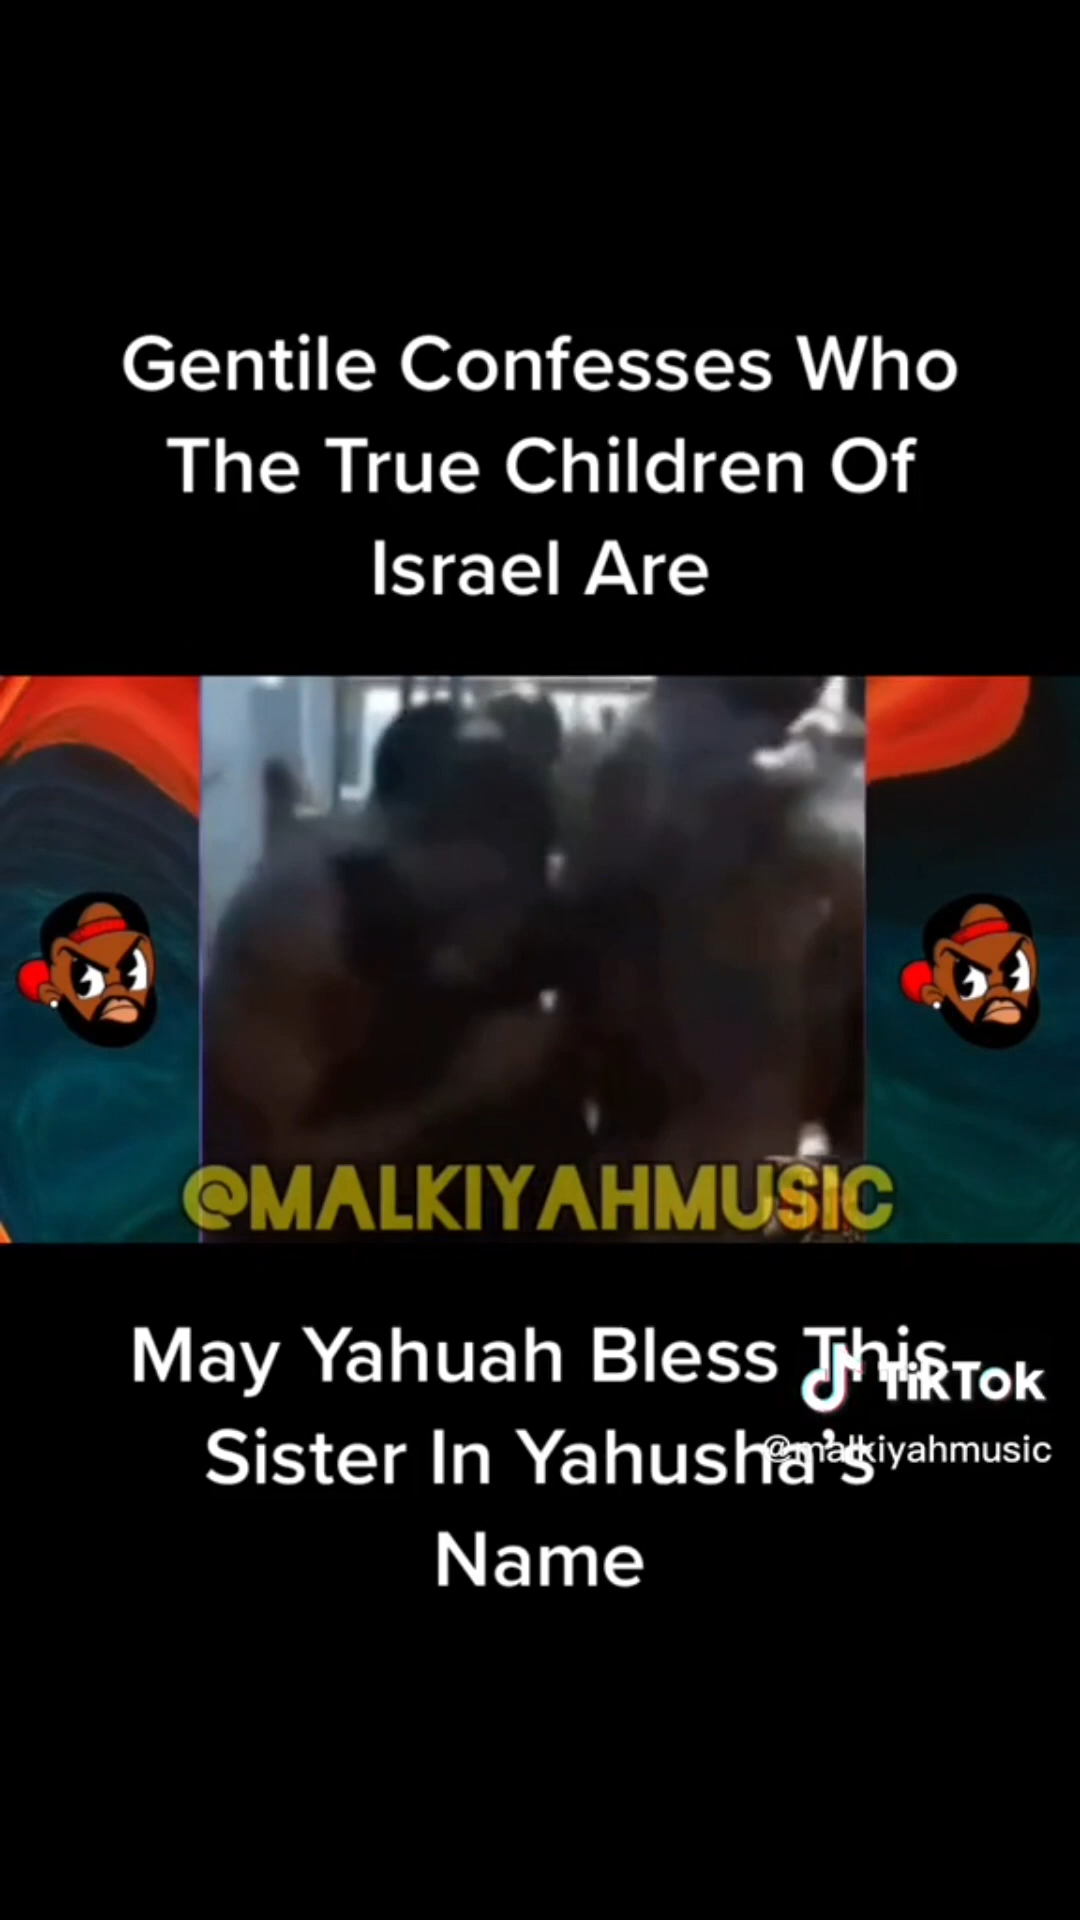 Gentile Confesses Who
The True Children Of
Israel Are
@MALKIYAHMUSIC
May Yahuah Bless This
TikTok
Sister In Yahusha's
@malkiyahmusic
Name